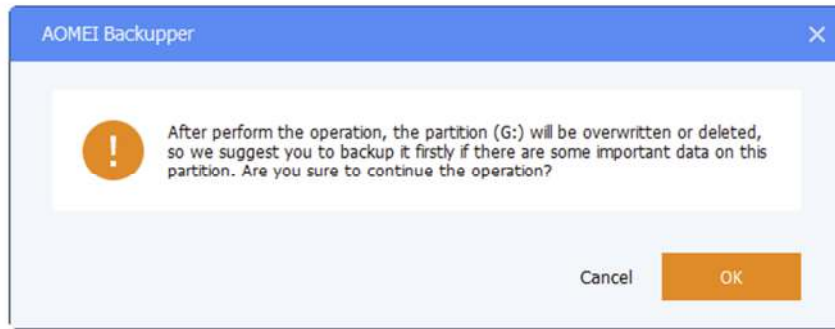 AOMEI Backupper
After perform the operation, the partition (G:) will be overwritten or deleted,
so we suggest you to backup it firstly if there are some important data on this
partition. Are you sure to continue the operation?
Cancel
OK